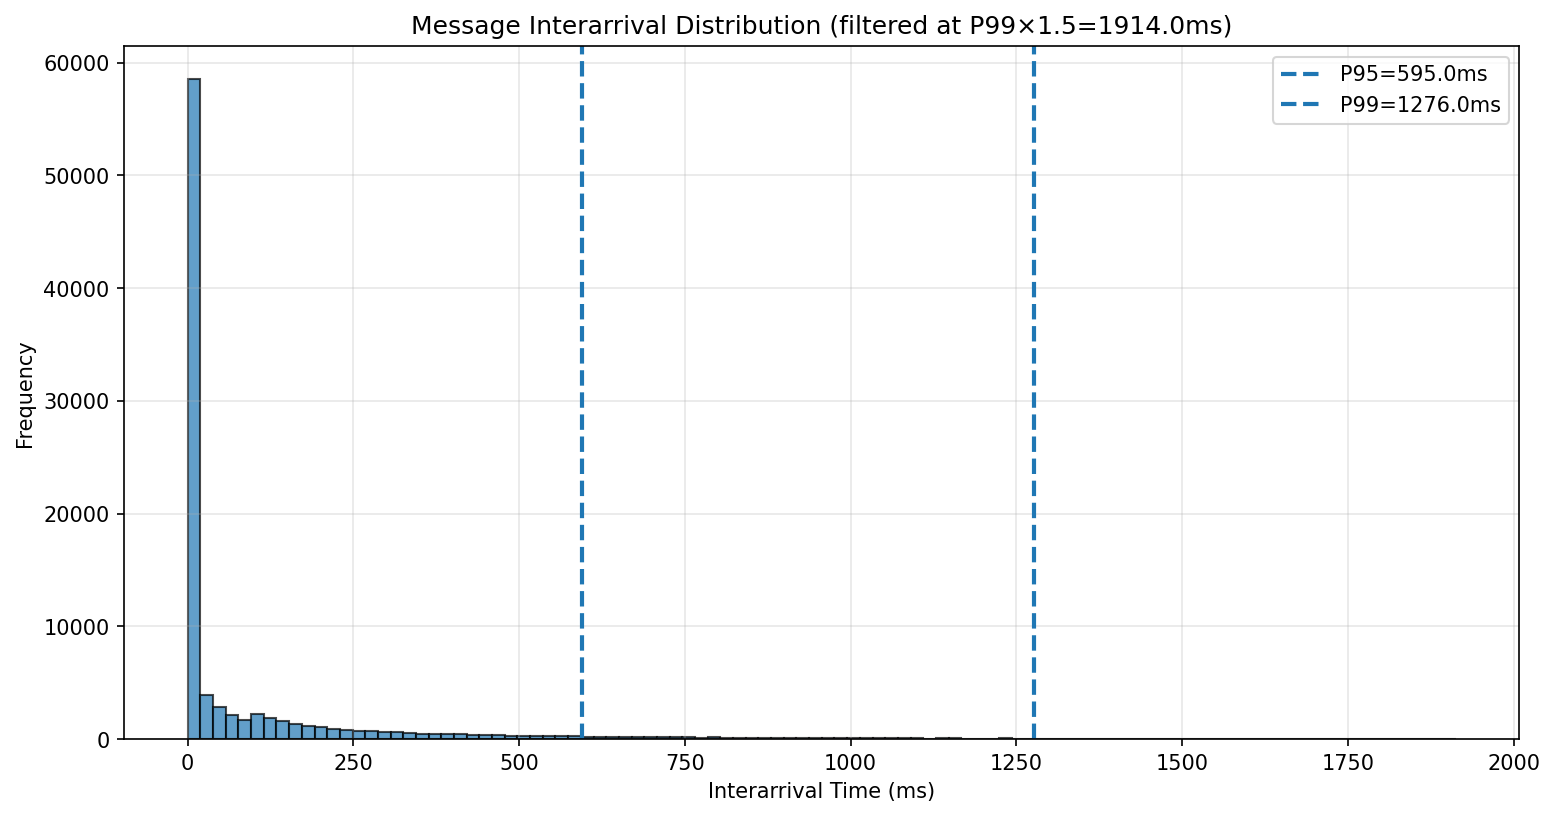 Message Interarrival Distribution (filtered at P99×1.5=1914.0ms)
P95=595.0ms
P99=1276.0ms
Frequency
60000
50000
40000
30000
20000
10000
0
0 250 500 750 1000 1250 1500 1750 2000
Interarrival Time (ms)